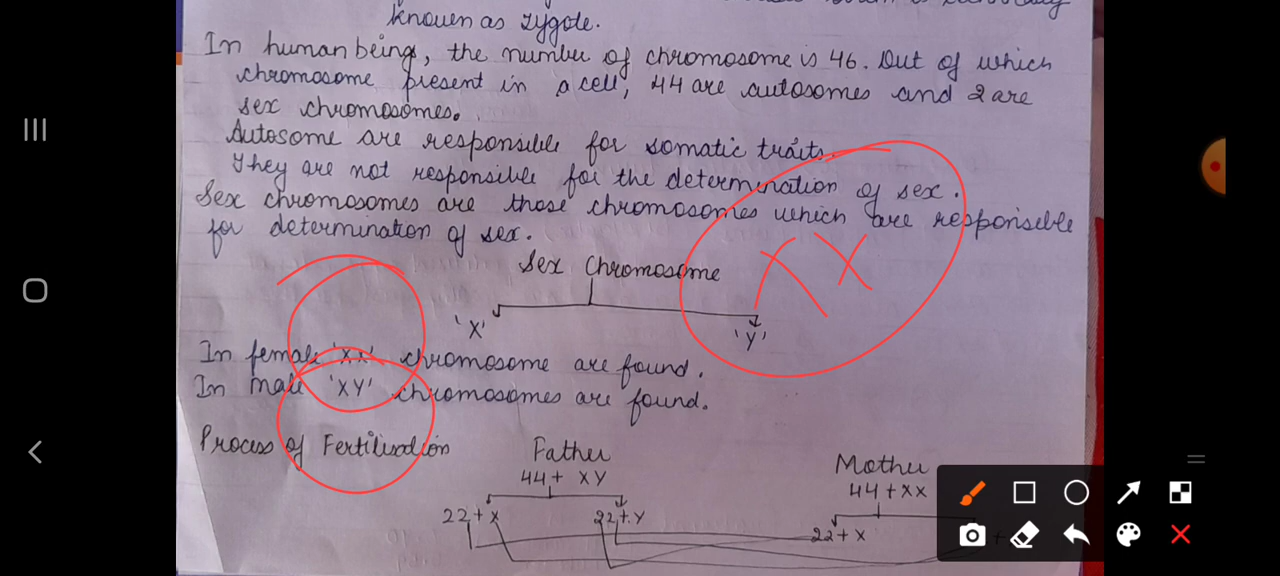 known as zygote.
In human beings, the number of chromosome is 46. Out of which
chromosome present in a cell, 44 are autosomes and 2 are
sex chromosomes.
Autosome are responsible for somatic traits
They are not responsible for the determination of sex.
Sex chromosomes are those chromosomes which are responsible
for determination of sex.
XX
Sex Chromosome
'X' 'Y'
In female 'XX' chromosome are found.
In male 'XY' chromosomes are found.
Process of Fertilisation
Father Mother
44+ XY 44+XX
22+X 22+Y 22+X